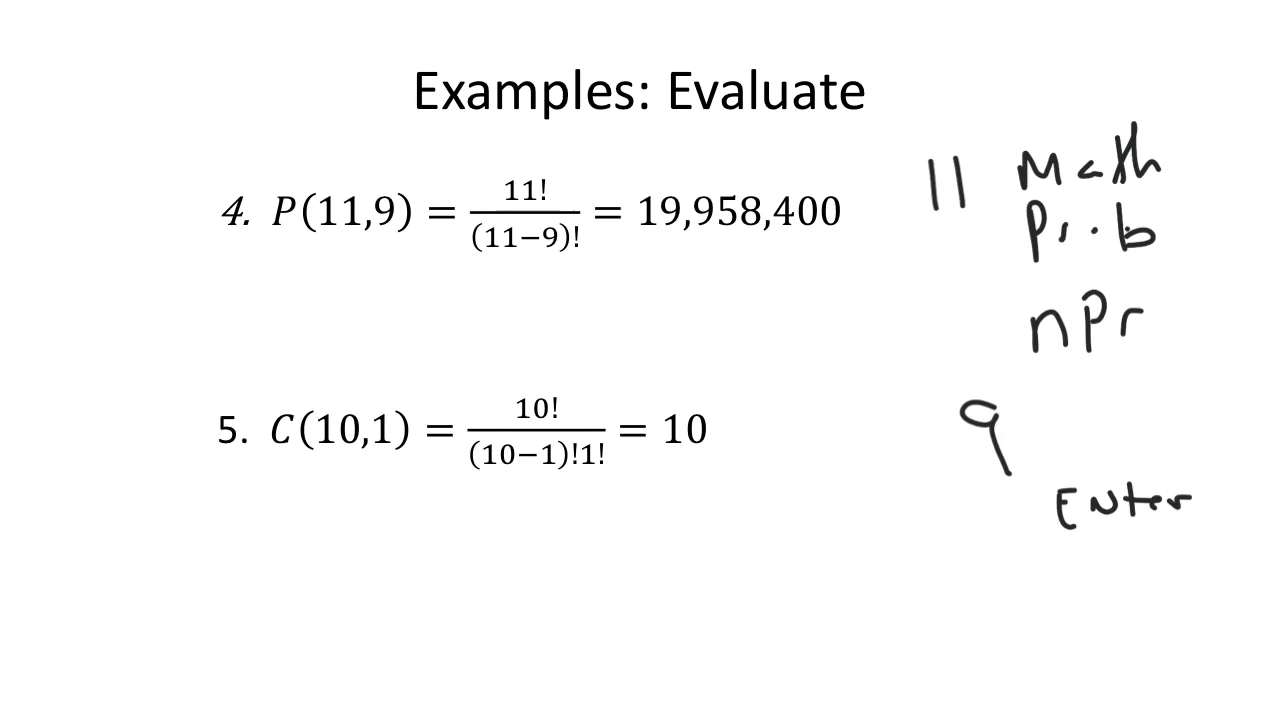 Examples: Evaluate
4. P(11,9) = 11!/(11−9)! = 19,958,400
5. C(10,1) = 10!/(10−1)!1! = 10
11 Math
Prob
nPr
9
Enter